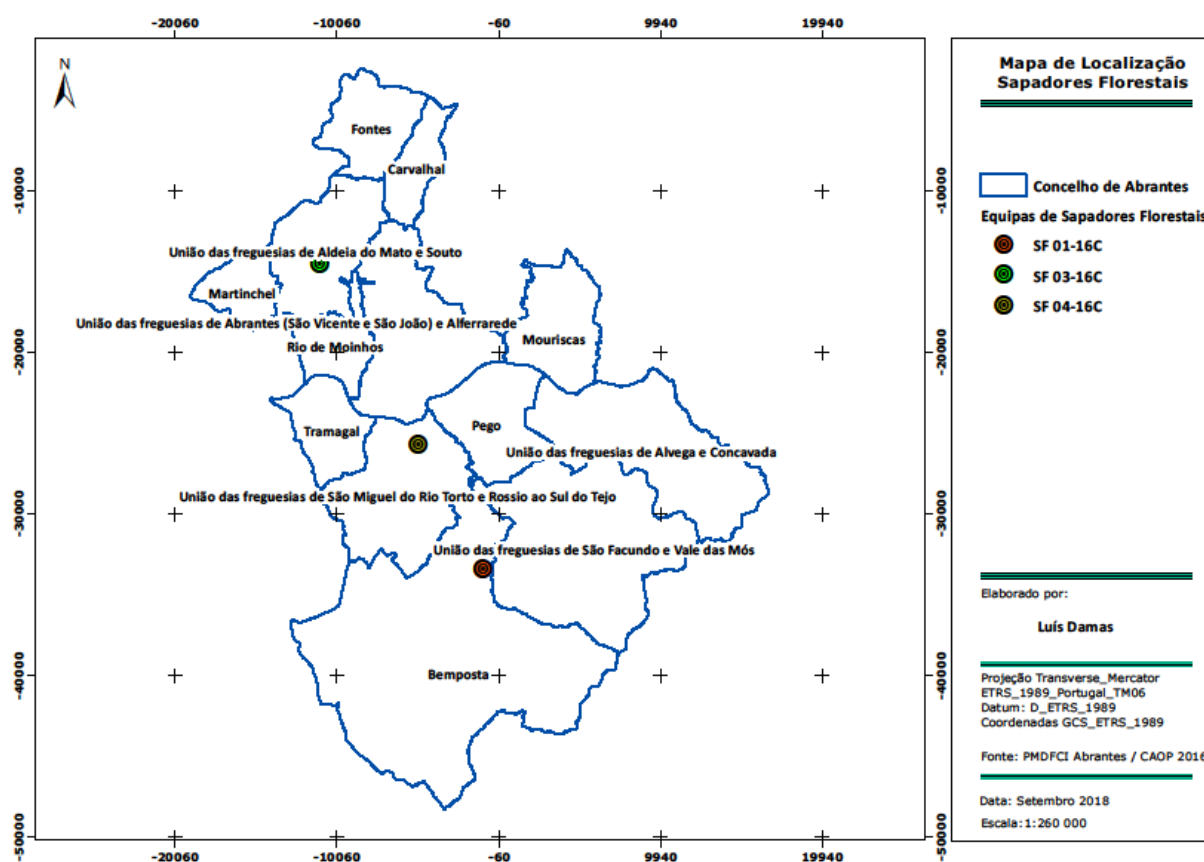 -20060 -10060 -60 9940 19940
N
Fontes
Carvalhal
-10000 -10000
União das freguesias de Aldeia do Mato e Souto
Martinchel
União das freguesias de Abrantes (São Vicente e São João) e Alferrarede
Rio de Moinhos
Mouriscas
-20000 -20000
Tramagal
Pego
União das freguesias de Alvega e Concavada
União das freguesias de São Miguel do Rio Torto e Rossio ao Sul do Tejo
-30000 -30000
União das freguesias de São Facundo e Vale das Mós
Bemposta
-40000 -40000
-50000 -50000
-20060 -10060 -60 9940 19940
Mapa de Localização
Sapadores Florestais
Concelho de Abrantes
Equipas de Sapadores Florestais
SF 01-16C
SF 03-16C
SF 04-16C
Elaborado por:
Luís Damas
Projeção Transverse_Mercator
ETRS_1989_Portugal_TM06
Datum: D_ETRS_1989
Coordenadas GCS_ETRS_1989
Fonte: PMDFCI Abrantes / CAOP 2016
Data: Setembro 2018
Escala:1:260 000